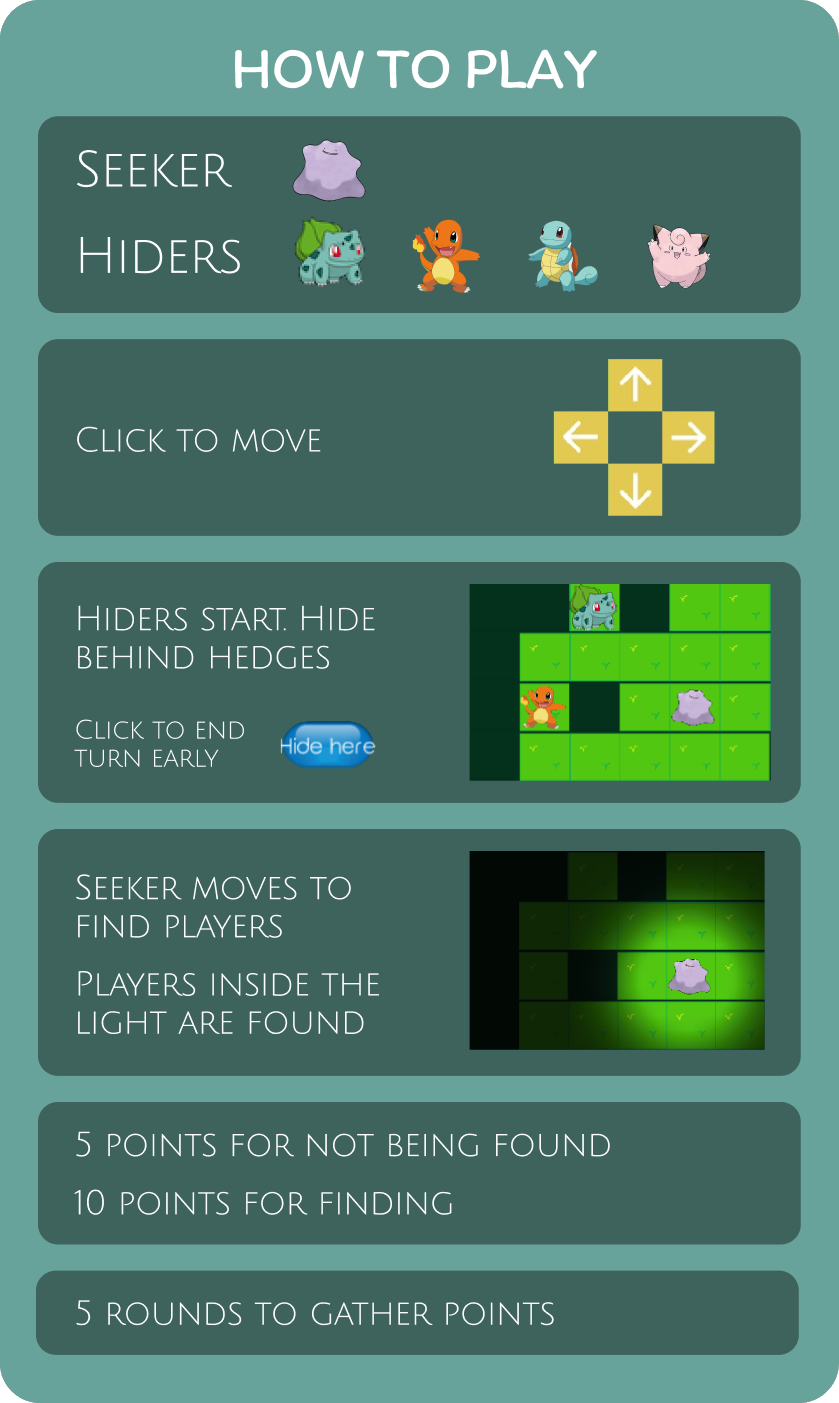 HOW TO PLAY
SEEKER
HIDERS
CLICK TO MOVE
HIDERS START. HIDE
BEHIND HEDGES
CLICK TO END
TURN EARLY
Hide here
SEEKER MOVES TO
FIND PLAYERS
PLAYERS INSIDE THE
LIGHT ARE FOUND
5 POINTS FOR NOT BEING FOUND
10 POINTS FOR FINDING
5 ROUNDS TO GATHER POINTS